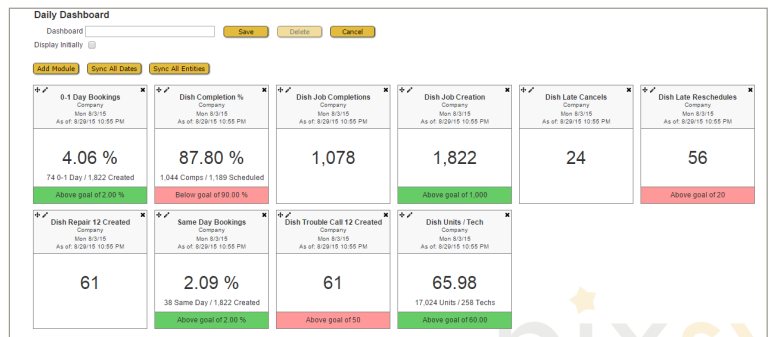 Daily Dashboard
Dashboard
Save
Delete
Cancel
Display Initially
Add Module
Sync All Dates
Sync All Entities
0-1 Day Bookings
Company
Mon 8/3/15
As of: 8/29/15 10:55 PM
4.06 %
74 0-1 Day / 1,822 Created
Above goal of 2.00 %
Dish Completion %
Company
Mon 8/3/15
As of: 8/29/15 10:55 PM
87.80 %
1,044 Comps / 1,189 Scheduled
Below goal of 90.00 %
Dish Job Completions
Company
Mon 8/3/15
As of: 8/29/15 10:55 PM
1,078
Dish Job Creation
Company
Mon 8/3/15
As of: 8/29/15 10:55 PM
1,822
Above goal of 1,000
Dish Late Cancels
Company
Mon 8/3/15
As of: 8/29/15 10:55 PM
24
Dish Late Reschedules
Company
Mon 8/3/15
As of: 8/29/15 10:55 PM
56
Above goal of 20
Dish Repair 12 Created
Company
Mon 8/3/15
As of: 8/29/15 10:55 PM
61
Same Day Bookings
Company
Mon 8/3/15
As of: 8/29/15 10:55 PM
2.09 %
38 Same Day / 1,822 Created
Above goal of 2.00 %
Dish Trouble Call 12 Created
Company
Mon 8/3/15
As of: 8/29/15 10:55 PM
61
Above goal of 50
Dish Units / Tech
Company
Mon 8/3/15
As of: 8/29/15 10:55 PM
65.98
17,024 Units / 258 Techs
Above goal of 60.00